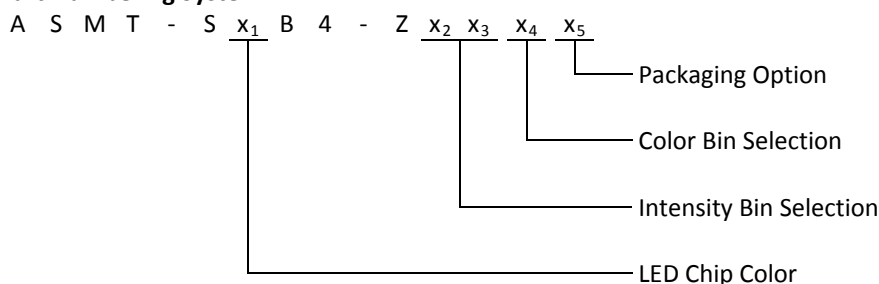 A S M T - S x₁ B 4 - Z x₂ x₃ x₄ x₅
Packaging Option
Color Bin Selection
Intensity Bin Selection
LED Chip Color